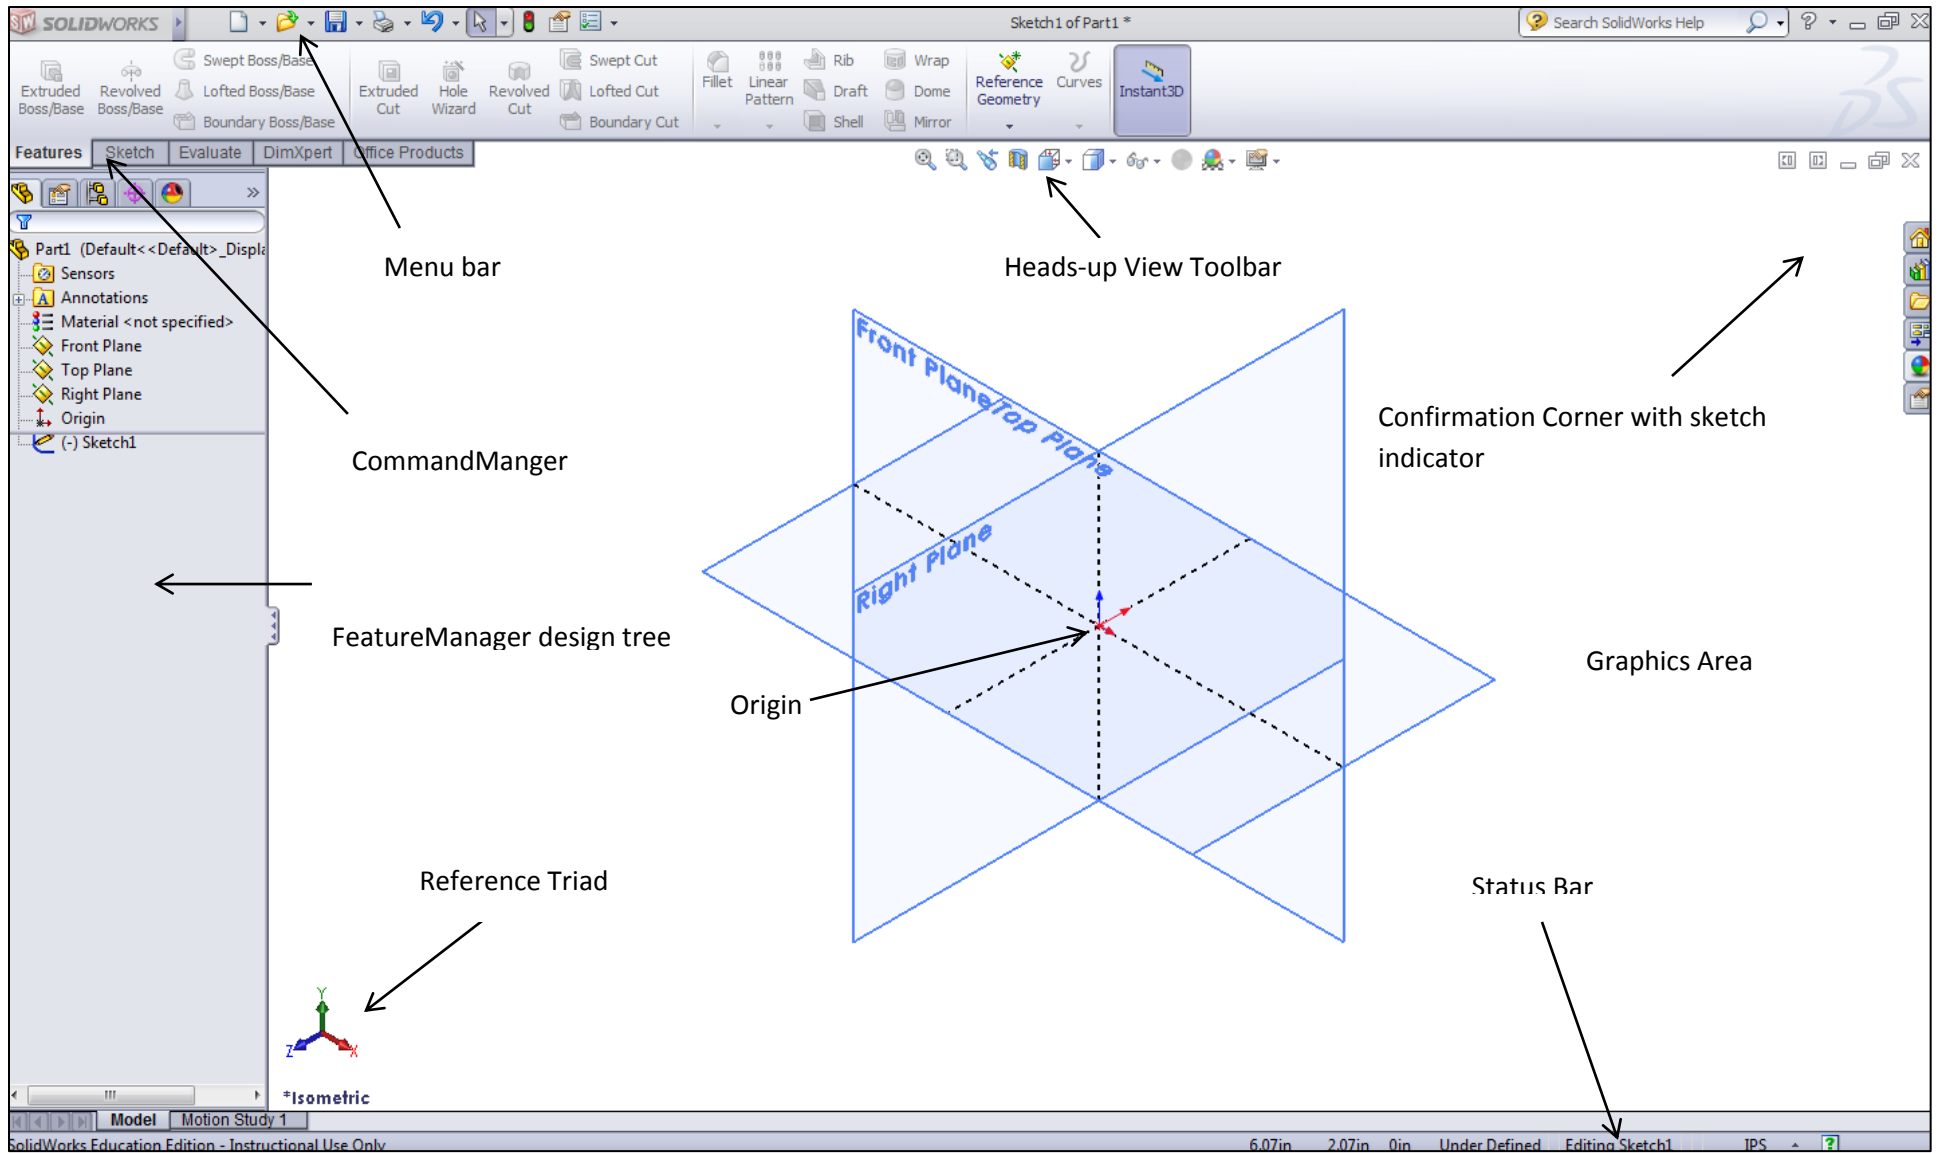 SOLIDWORKS
Sketch1 of Part1 *
Search SolidWorks Help
Extruded Boss/Base
Revolved Boss/Base
Swept Boss/Base
Lofted Boss/Base
Boundary Boss/Base
Extruded Cut
Hole Wizard
Revolved Cut
Swept Cut
Lofted Cut
Boundary Cut
Fillet
Linear Pattern
Rib
Draft
Shell
Wrap
Dome
Mirror
Reference Geometry
Curves
Instant3D
Features Sketch Evaluate DimXpert Office Products
Part1 (Default<<Default>_Displa
Sensors
Annotations
Material <not specified>
Front Plane
Top Plane
Right Plane
Origin
(-) Sketch1
Menu bar
Heads-up View Toolbar
CommandManger
Confirmation Corner with sketch
indicator
Front Plane
Top Plane
Right Plane
FeatureManager design tree
Origin
Graphics Area
Reference Triad
Status Bar
Y
Z
X
*Isometric
Model Motion Study 1
SolidWorks Education Edition - Instructional Use Only
6.07in 2.07in 0in Under Defined Editing Sketch1 IPS